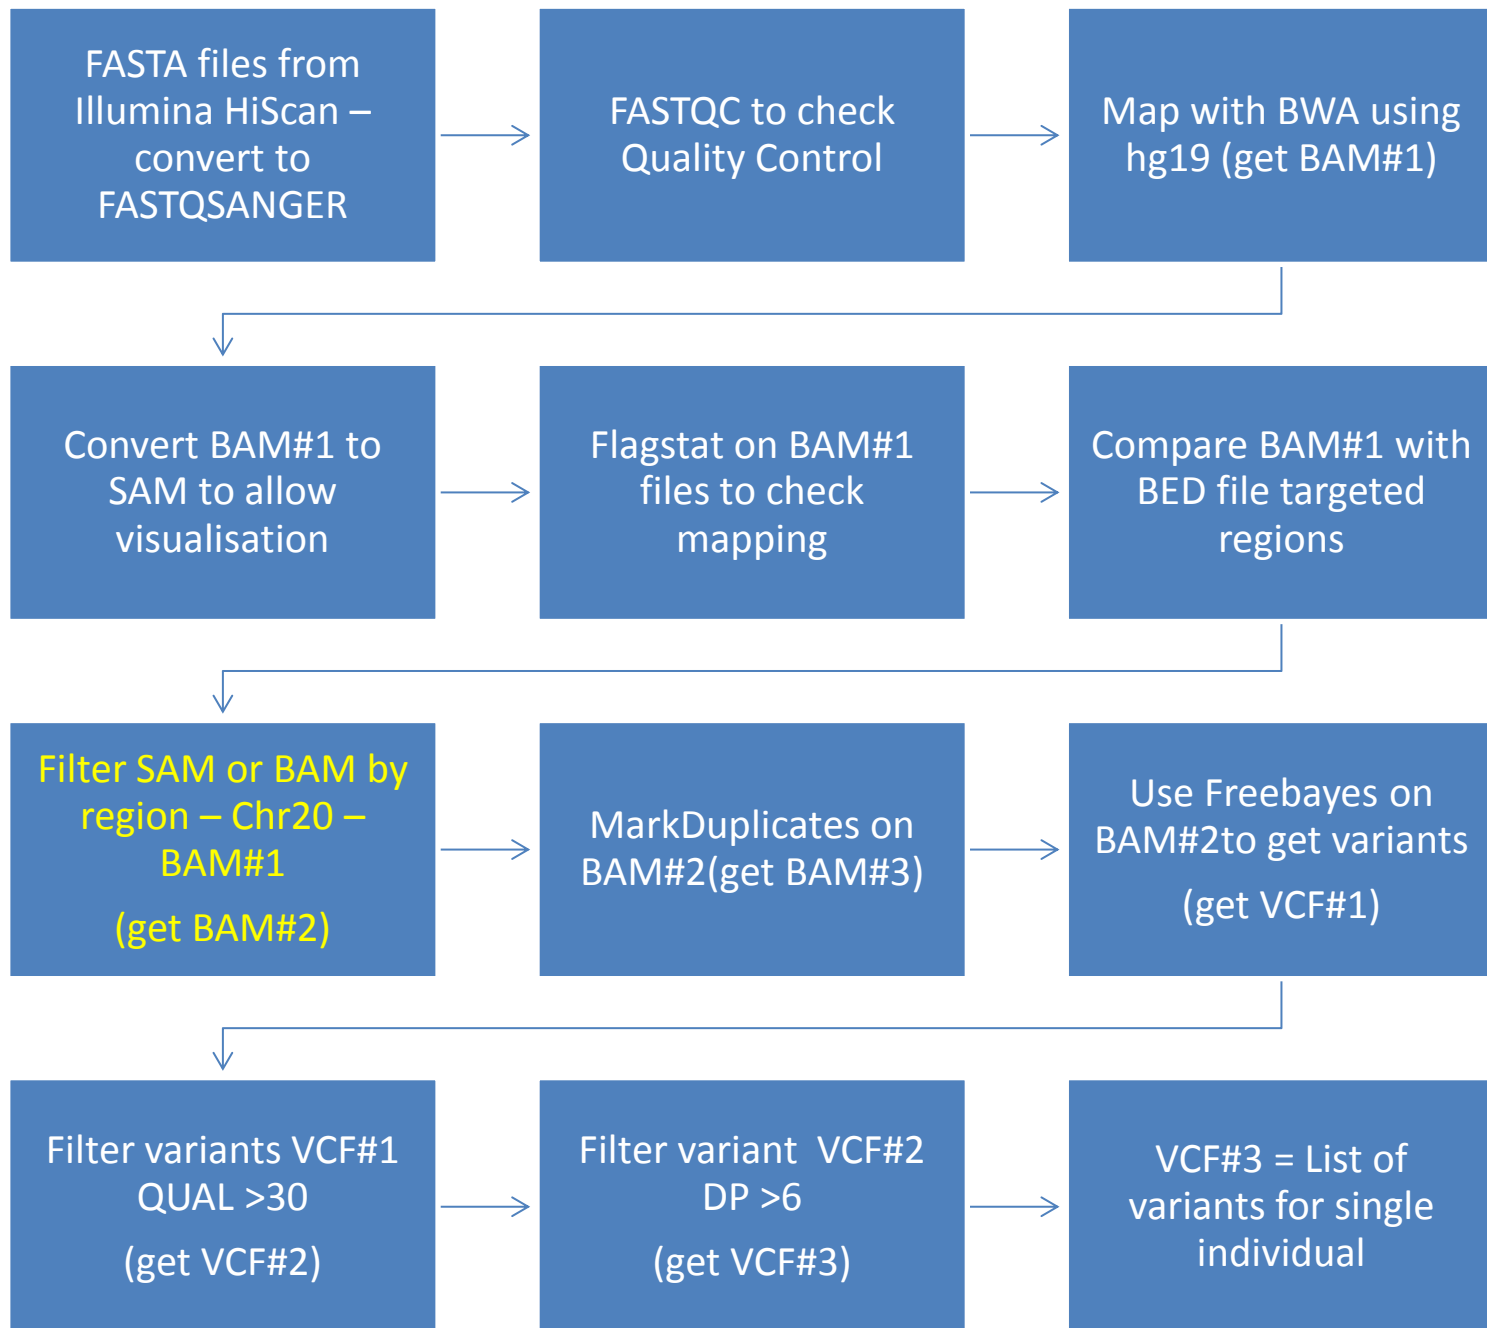 FASTA files from
Illumina HiScan –
convert to
FASTQSANGER
FASTQC to check
Quality Control
Map with BWA using
hg19 (get BAM#1)
Convert BAM#1 to
SAM to allow
visualisation
Flagstat on BAM#1
files to check
mapping
Compare BAM#1 with
BED file targeted
regions
Filter SAM or BAM by
region – Chr20 –
BAM#1
(get BAM#2)
MarkDuplicates on
BAM#2(get BAM#3)
Use Freebayes on
BAM#2to get variants
(get VCF#1)
Filter variants VCF#1
QUAL >30
(get VCF#2)
Filter variant  VCF#2
DP >6
(get VCF#3)
VCF#3 = List of
variants for single
individual